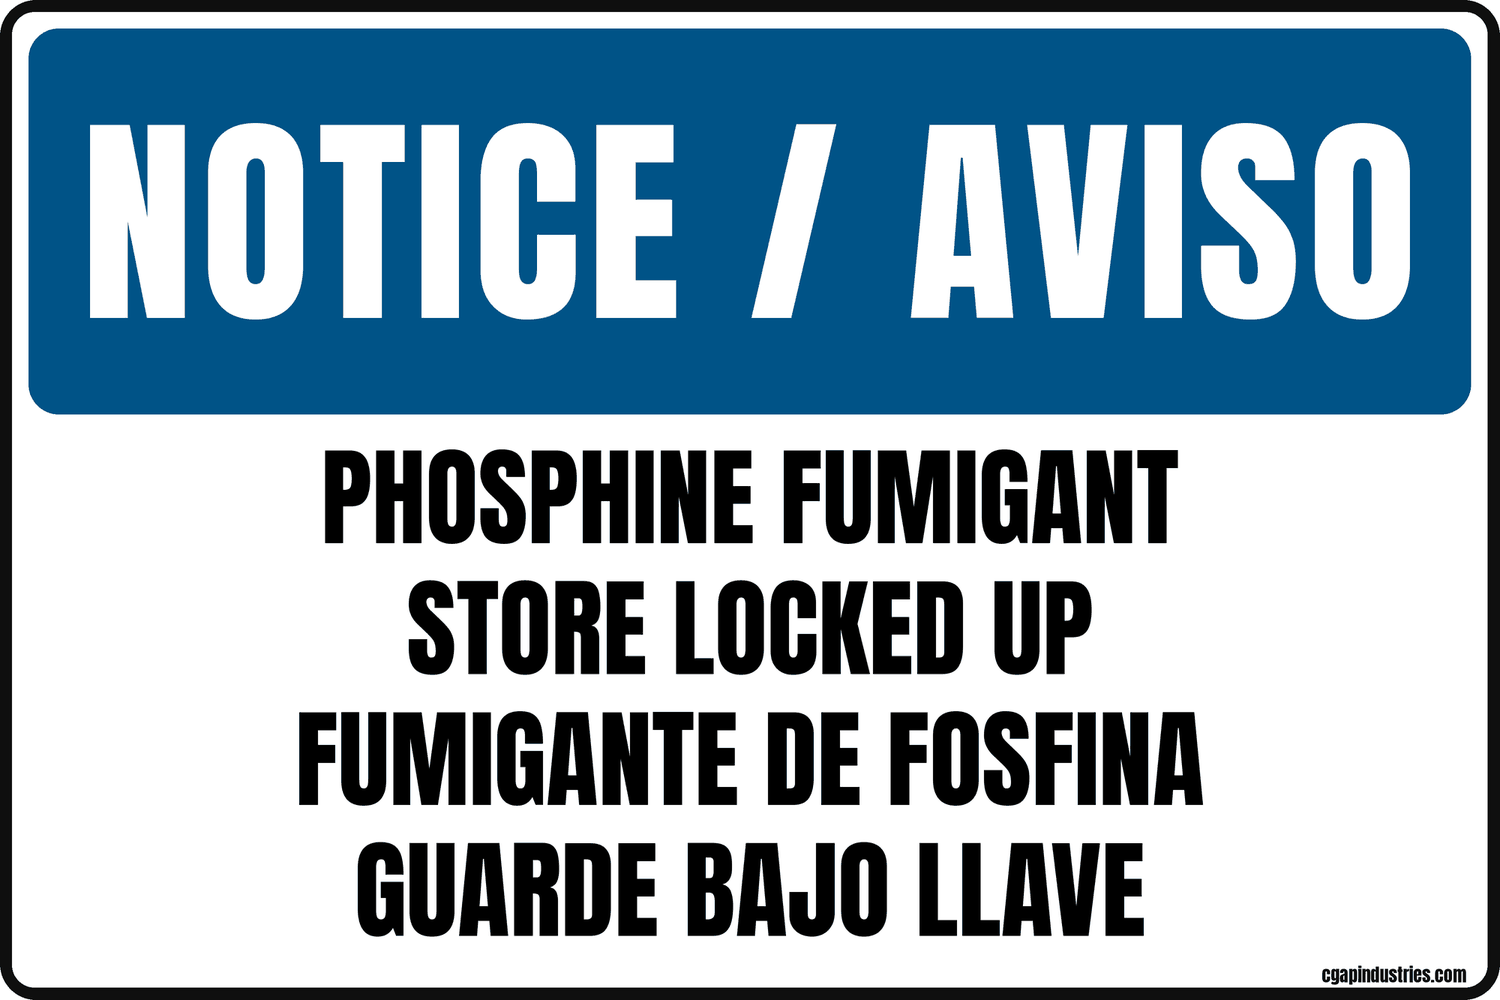 NOTICE / AVISO
PHOSPHINE FUMIGANT
STORE LOCKED UP
FUMIGANTE DE FOSFINA
GUARDE BAJO LLAVE
cgapindustries.com